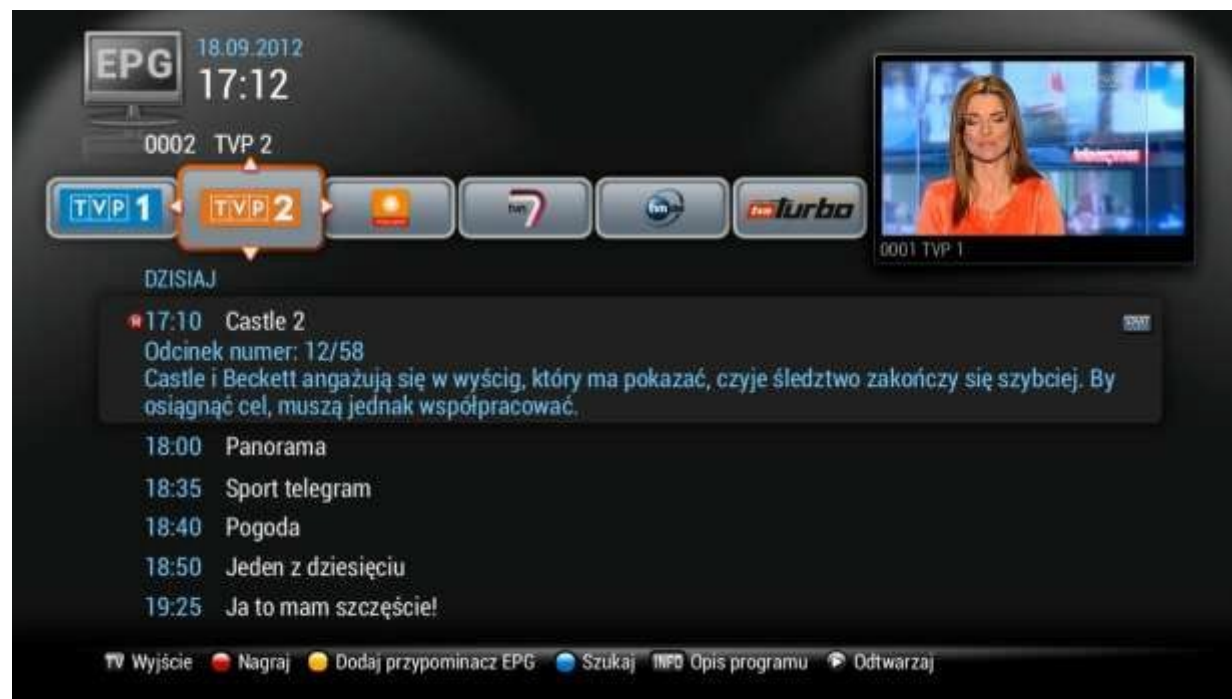 EPG
18.09.2012
17:12
0002 TVP 2
TVP 1
TVP 2
tvn 7
tvn
tvn turbo
0001 TVP 1
DZISIAJ
17:10 Castle 2
Odcinek numer: 12/58
Castle i Beckett angażują się w wyścig, który ma pokazać, czyje śledztwo zakończy się szybciej. By
osiągnąć cel, muszą jednak współpracować.
18:00 Panorama
18:35 Sport telegram
18:40 Pogoda
18:50 Jeden z dziesięciu
19:25 Ja to mam szczęście!
TV Wyjście Nagraj Dodaj przypominacz EPG Szukaj INFO Opis programu Odtwarzaj